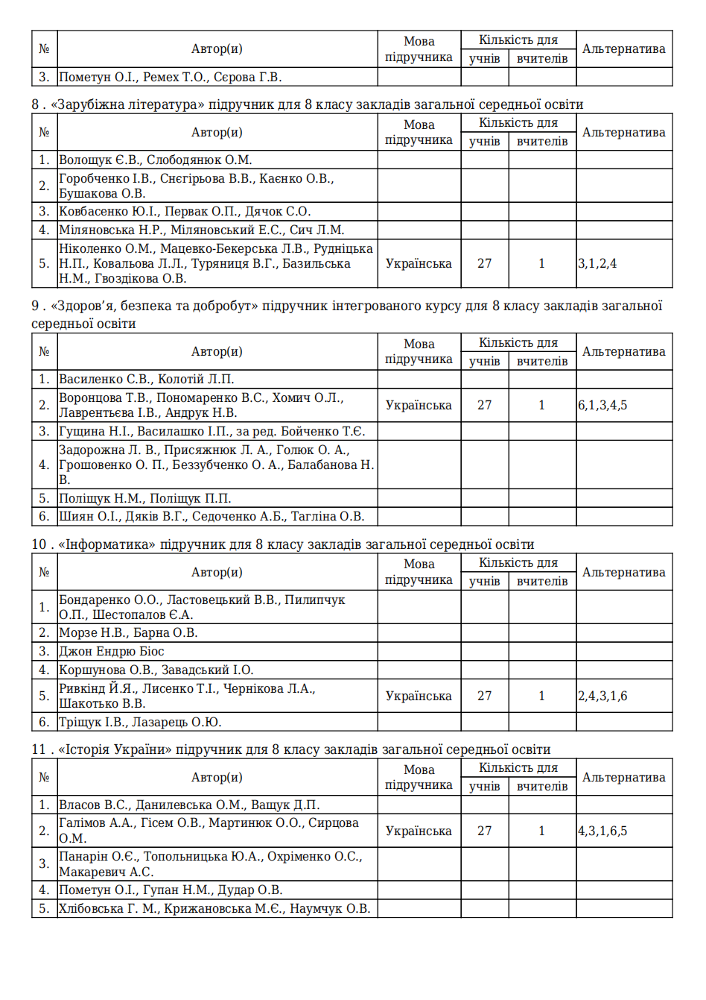 № Автор(и) Мова підручника Кількість для Альтернатива
учнів вчителів
3. Пометун О.І., Ремех Т.О., Сєрова Г.В.
8 . «Зарубіжна література» підручник для 8 класу закладів загальної середньої освіти
№ Автор(и) Мова підручника Кількість для Альтернатива
учнів вчителів
1. Волощук Є.В., Слободянюк О.М.
2. Горобченко І.В., Снєгірьова В.В., Каєнко О.В.,
Бушакова О.В.
3. Ковбасенко Ю.І., Первак О.П., Дячок С.О.
4. Міляновська Н.Р., Міляновський Е.С., Сич Л.М.
Ніколенко О.М., Мацевко-Бекерська Л.В., Рудніцька
5. Н.П., Ковальова Л.Л., Туряниця В.Г., Базильська Українська 27 1 3,1,2,4
Н.М., Гвоздікова О.В.
9 . «Здоров’я, безпека та добробут» підручник інтегрованого курсу для 8 класу закладів загальної
середньої освіти
№ Автор(и) Мова підручника Кількість для Альтернатива
учнів вчителів
1. Василенко С.В., Колотій Л.П.
2. Воронцова Т.В., Пономаренко В.С., Хомич О.Л., Українська 27 1 6,1,3,4,5
Лаврентьєва І.В., Андрук Н.В.
3. Гущина Н.І., Василашко І.П., за ред. Бойченко Т.Є.
Задорожна Л. В., Присяжнюк Л. А., Голюк О. А.,
4. Грошовенко О. П., Беззубченко О. А., Балабанова Н.
В.
5. Поліщук Н.М., Поліщук П.П.
6. Шиян О.І., Дяків В.Г., Седоченко А.Б., Тагліна О.В.
10 . «Інформатика» підручник для 8 класу закладів загальної середньої освіти
№ Автор(и) Мова підручника Кількість для Альтернатива
учнів вчителів
1. Бондаренко О.О., Ластовецький В.В., Пилипчук
О.П., Шестопалов Є.А.
2. Морзе Н.В., Барна О.В.
3. Джон Ендрю Біос
4. Коршунова О.В., Завадський І.О.
5. Ривкінд Й.Я., Лисенко Т.І., Чернікова Л.А., Українська 27 1 2,4,3,1,6
Шакотько В.В.
6. Тріщук І.В., Лазарець О.Ю.
11 . «Історія України» підручник для 8 класу закладів загальної середньої освіти
№ Автор(и) Мова підручника Кількість для Альтернатива
учнів вчителів
1. Власов В.С., Данилевська О.М., Ващук Д.П.
2. Галімов А.А., Гісем О.В., Мартинюк О.О., Сирцова Українська 27 1 4,3,1,6,5
О.М.
3. Панарін О.Є., Топольницька Ю.А., Охріменко О.С.,
Макаревич А.С.
4. Пометун О.І., Гупан Н.М., Дудар О.В.
5. Хлібовська Г. М., Крижановська М.Є., Наумчук О.В.